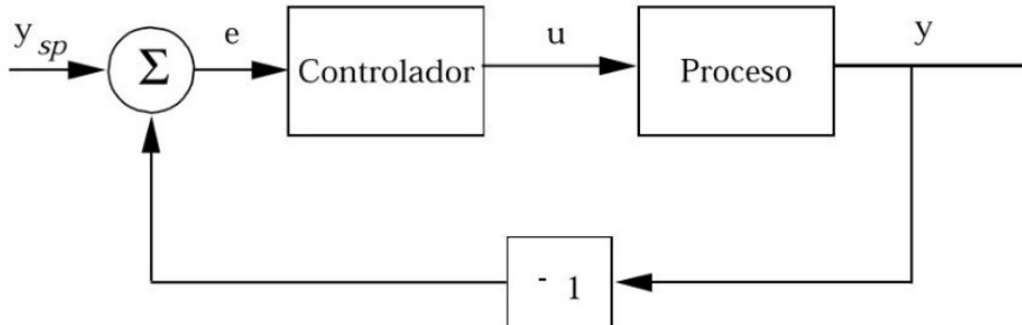 y sp
Σ
e
Controlador
u
Proceso
y
- 1